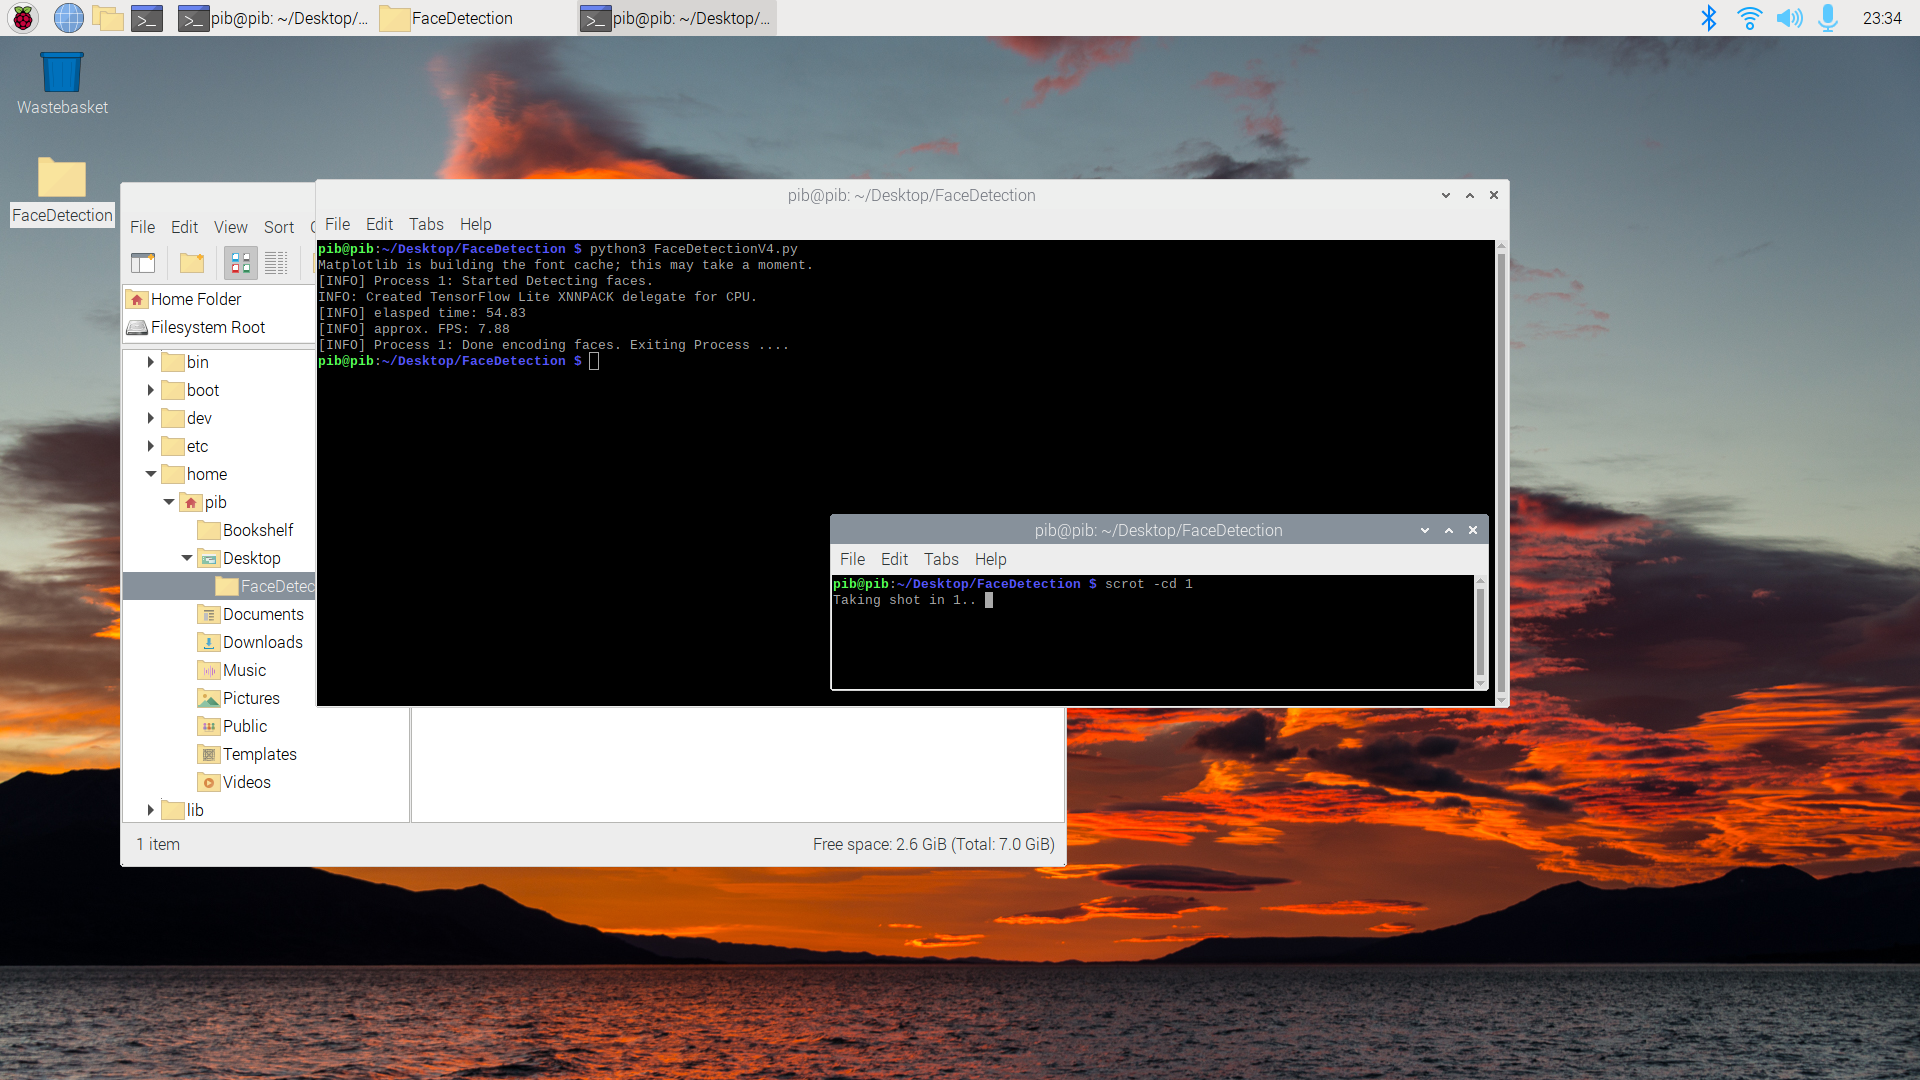 pib@pib: ~/Desktop/...
FaceDetection
pib@pib: ~/Desktop/...
23:34
Wastebasket
FaceDetection
File Edit View Sort
Home Folder
Filesystem Root
bin
boot
dev
etc
home
pib
Bookshelf
Desktop
FaceDetec
Documents
Downloads
Music
Pictures
Public
Templates
Videos
lib
1 item
Free space: 2.6 GiB (Total: 7.0 GiB)
pib@pib: ~/Desktop/FaceDetection
File Edit Tabs Help
pib@pib:~/Desktop/FaceDetection $ python3 FaceDetectionV4.py
Matplotlib is building the font cache; this may take a moment.
[INFO] Process 1: Started Detecting faces.
INFO: Created TensorFlow Lite XNNPACK delegate for CPU.
[INFO] elasped time: 54.83
[INFO] approx. FPS: 7.88
[INFO] Process 1: Done encoding faces. Exiting Process ....
pib@pib:~/Desktop/FaceDetection $
pib@pib: ~/Desktop/FaceDetection
File Edit Tabs Help
pib@pib:~/Desktop/FaceDetection $ scrot -cd 1
Taking shot in 1..